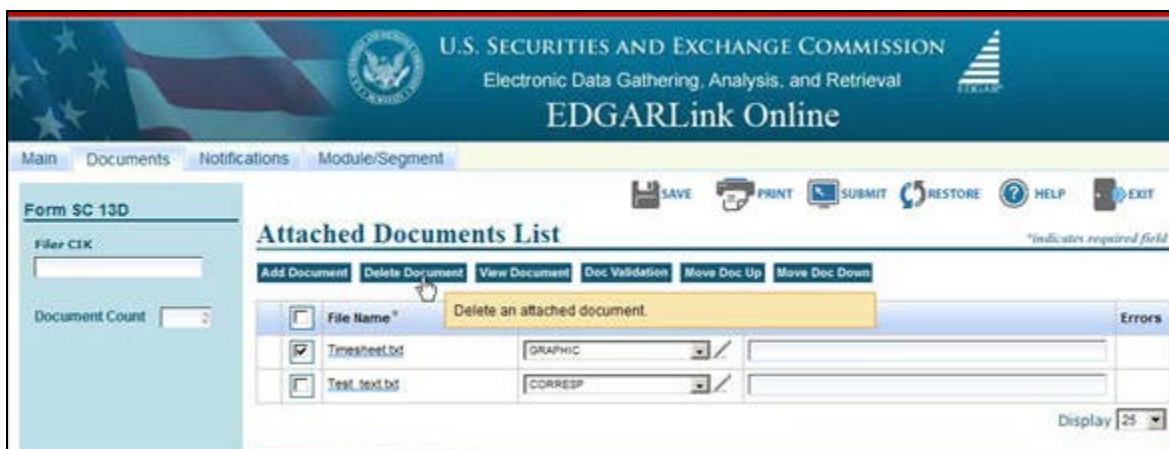 U.S. SECURITIES AND EXCHANGE COMMISSION
Electronic Data Gathering, Analysis, and Retrieval
EDGAR
EDGARLink Online
Main Documents Notifications Module/Segment
SAVE PRINT SUBMIT RESTORE HELP EXIT
Form SC 13D
Attached Documents List
*indicates required field
Filer CIK
Add Document Delete Document View Document Doc Validation Move Doc Up Move Doc Down
Delete an attached document.
Document Count 2
File Name* Errors
Timesheet.txt GRAPHIC
Test_text.txt CORRESP
Display 25